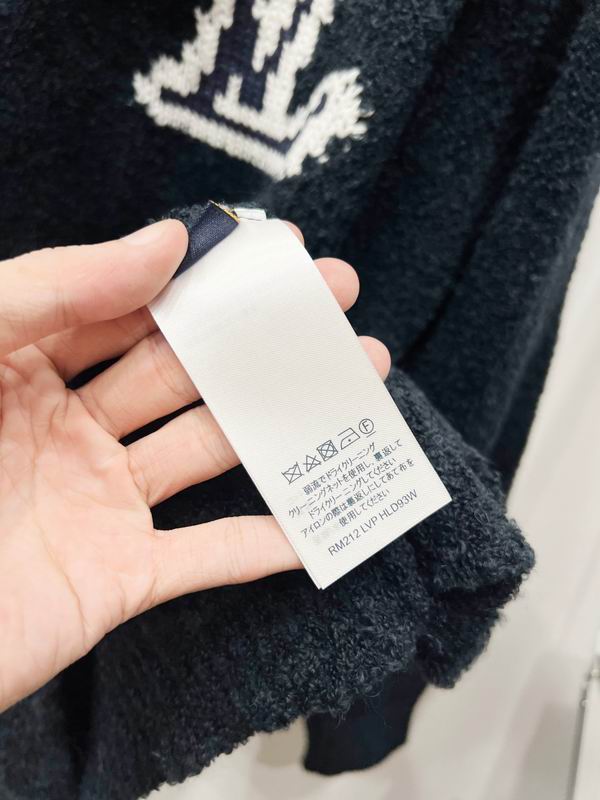 弱流でドライクリーニング
クリーニングネットを使用し、裏返して
ドライクリーニングしてください
アイロンの際は裏返しにしてあて布を
使用してください
RM212 LVP HLD93W